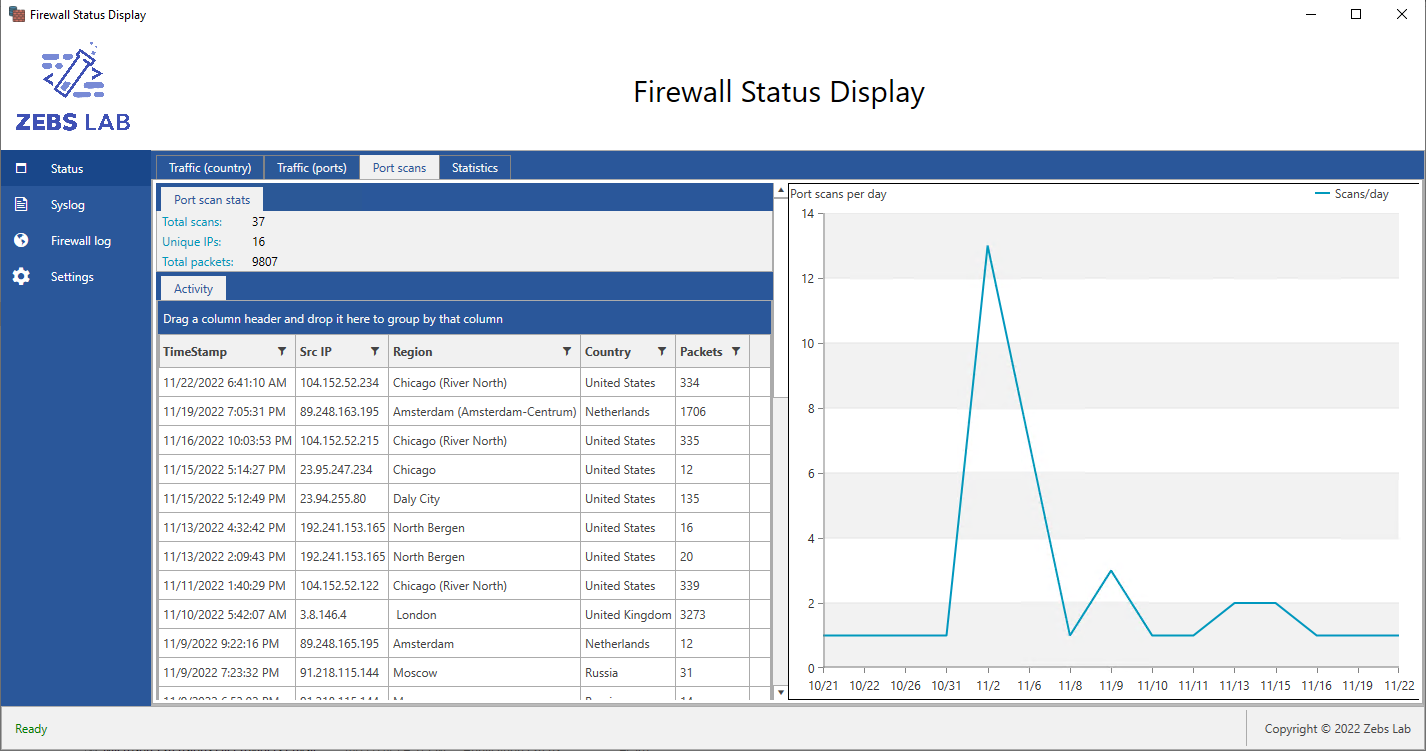 Firewall Status Display
ZEBS LAB
Firewall Status Display
Status
Syslog
Firewall log
Settings
Traffic (country) Traffic (ports) Port scans Statistics
Port scan stats
Total scans: 37
Unique IPs: 16
Total packets: 9807
Activity
Drag a column header and drop it here to group by that column
TimeStamp Src IP Region Country Packets
11/22/2022 6:41:10 AM 104.152.52.234 Chicago (River North) United States 334
11/19/2022 7:05:31 PM 89.248.163.195 Amsterdam (Amsterdam-Centrum) Netherlands 1706
11/16/2022 10:03:53 PM 104.152.52.215 Chicago (River North) United States 335
11/15/2022 5:14:27 PM 23.95.247.234 Chicago United States 12
11/15/2022 5:12:49 PM 23.94.255.80 Daly City United States 135
11/13/2022 4:32:42 PM 192.241.153.165 North Bergen United States 16
11/13/2022 2:09:43 PM 192.241.153.165 North Bergen United States 20
11/11/2022 1:40:29 PM 104.152.52.122 Chicago (River North) United States 339
11/10/2022 5:42:07 AM 3.8.146.4 London United Kingdom 3273
11/9/2022 9:22:16 PM 89.248.165.195 Amsterdam Netherlands 12
11/9/2022 7:23:32 PM 91.218.115.144 Moscow Russia 31
Port scans per day
Scans/day
14
12
10
8
6
4
2
0
10/21 10/22 10/26 10/31 11/2 11/6 11/8 11/9 11/10 11/11 11/13 11/15 11/16 11/19 11/22
Ready
Copyright © 2022 Zebs Lab